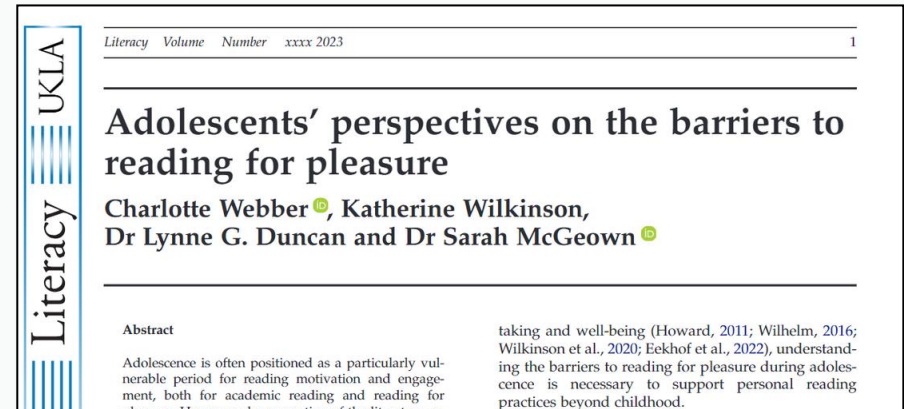 UKLA
Literacy
Literacy Volume Number xxxx 2023
1
Adolescents’ perspectives on the barriers to
reading for pleasure
Charlotte Webber iD, Katherine Wilkinson,
Dr Lynne G. Duncan and Dr Sarah McGeown iD
Abstract
Adolescence is often positioned as a particularly vul-
nerable period for reading motivation and engage-
ment, both for academic reading and reading for
taking and well-being (Howard, 2011; Wilhelm, 2016;
Wilkinson et al., 2020; Eekhof et al., 2022), understand-
ing the barriers to reading for pleasure during adoles-
cence is necessary to support personal reading
practices beyond childhood.